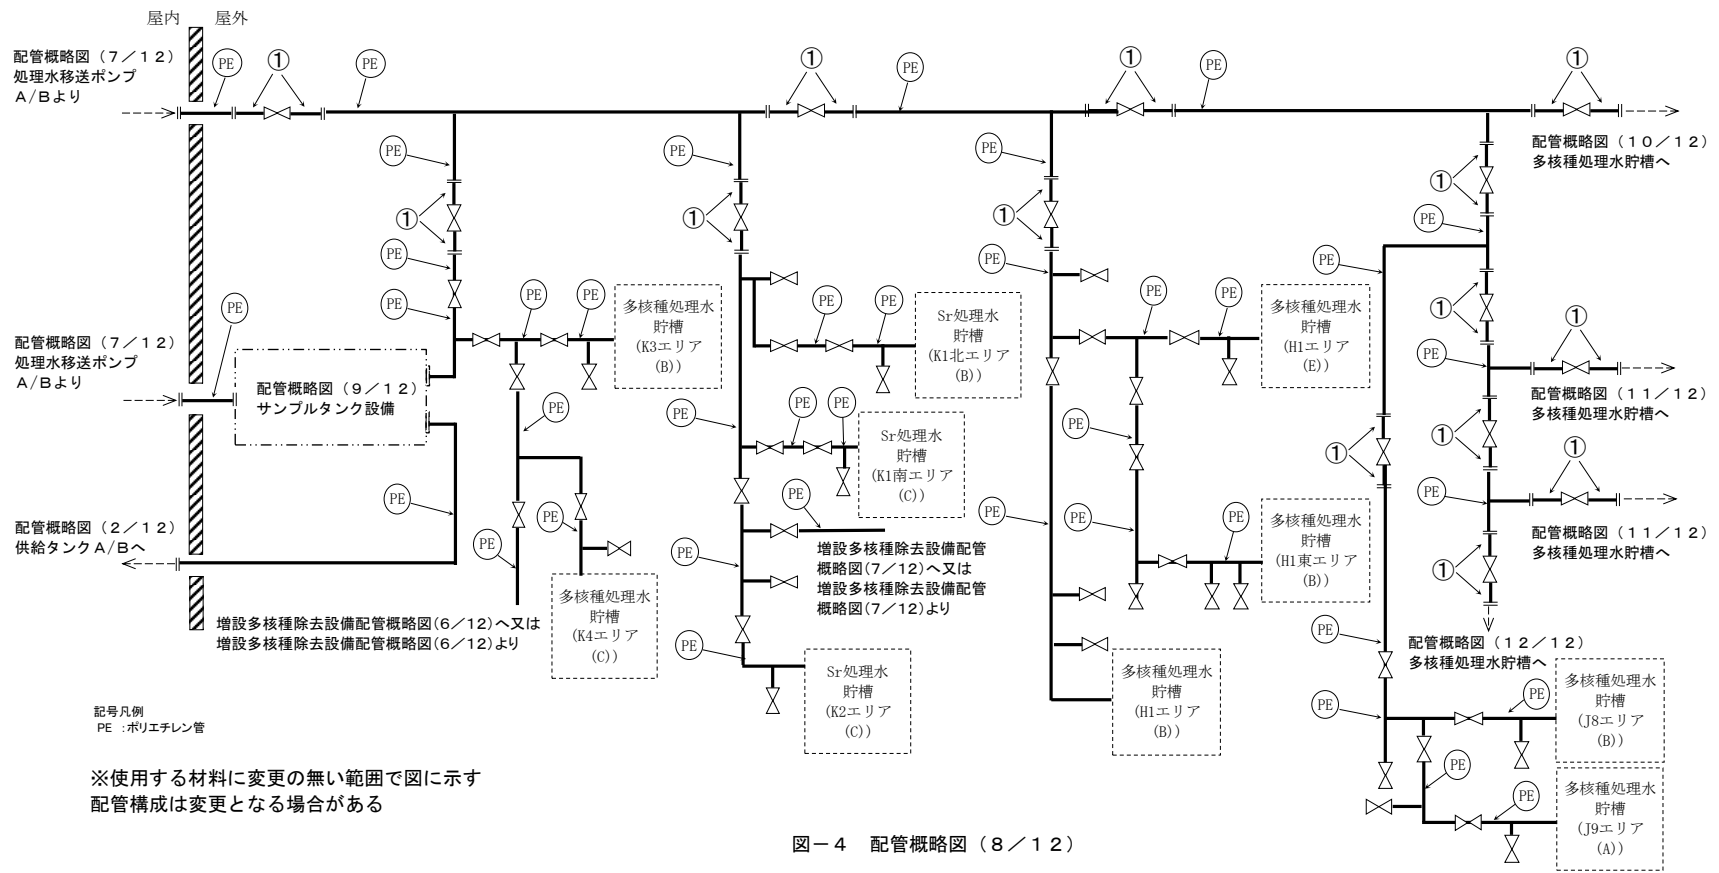 屋内 屋外
配管概略図（７／１２）
処理水移送ポンプ
Ａ/Ｂより
PE
①
PE
①
PE
①
PE
①
配管概略図（１０／１２）
多核種処理水貯槽へ
PE
①
PE
PE
PE
①
PE
①
PE
①
PE
PE
①
PE
PE
多核種処理水
貯槽
(K3エリア
(B))
PE
PE
Sr処理水
貯槽
(K1北エリア
(B))
PE
PE
多核種処理水
貯槽
(H1エリア
(E))
PE
配管概略図（７／１２）
処理水移送ポンプ
Ａ/Ｂより
配管概略図（９／１２）
サンプルタンク設備
①
PE
①
配管概略図（１１／１２）
多核種処理水貯槽へ
PE
PE
PE
PE
Sr処理水
貯槽
(K1南エリア
(C))
PE
①
①
①
PE
配管概略図（１１／１２）
多核種処理水貯槽へ
PE
配管概略図（２/１２）
供給タンクＡ/Ｂへ
PE
PE
PE
PE
増設多核種除去設備配管
概略図(７/１２)へ又は
増設多核種除去設備配管
概略図(７/１２)より
PE
PE
PE
多核種処理水
貯槽
(H1東エリア
(B))
①
配管概略図（１２／１２）
多核種処理水貯槽へ
増設多核種除去設備配管概略図(６/１２)へ又は
増設多核種除去設備配管概略図(６/１２)より
多核種処理水
貯槽
(K4エリア
(C))
PE
Sr処理水
貯槽
(K2エリア
(C))
多核種処理水
貯槽
(H1エリア
(B))
PE
PE
PE
多核種処理水
貯槽
(J8エリア
(B))
PE
PE
多核種処理水
貯槽
(J9エリア
(A))
記号凡例
PE ：ポリエチレン管
※使用する材料に変更の無い範囲で図に示す
配管構成は変更となる場合がある
図－４ 配管概略図（８／１２）